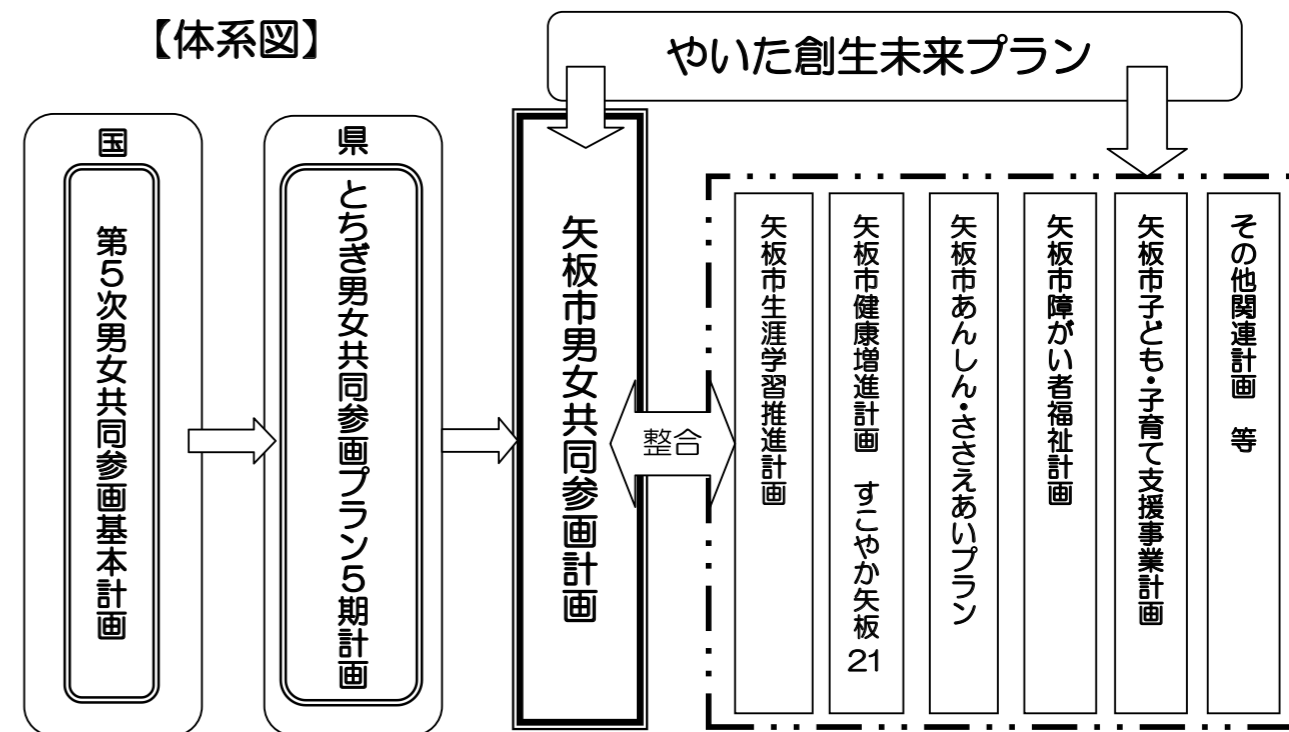 【体系図】
やいた創生未来プラン
国
第5次男女共同参画基本計画
県
とちぎ男女共同参画プラン5期計画
矢板市男女共同参画計画
整合
矢板市生涯学習推進計画
矢板市健康増進計画　すこやか矢板21
矢板市あんしん・ささえあいプラン
矢板市障がい者福祉計画
矢板市子ども・子育て支援事業計画
その他関連計画　等